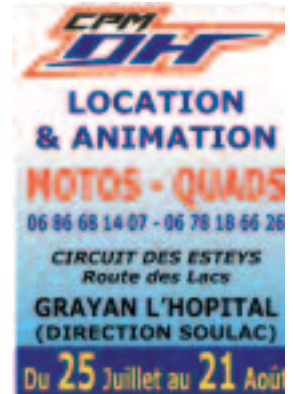 CPM
DH
LOCATION
& ANIMATION
MOTOS - QUADS
06 86 68 14 07 - 06 78 18 66 26
CIRCUIT DES ESTEYS
Route des Lacs
GRAYAN L'HOPITAL
(DIRECTION SOULAC)
Du 25 Juillet au 21 Août